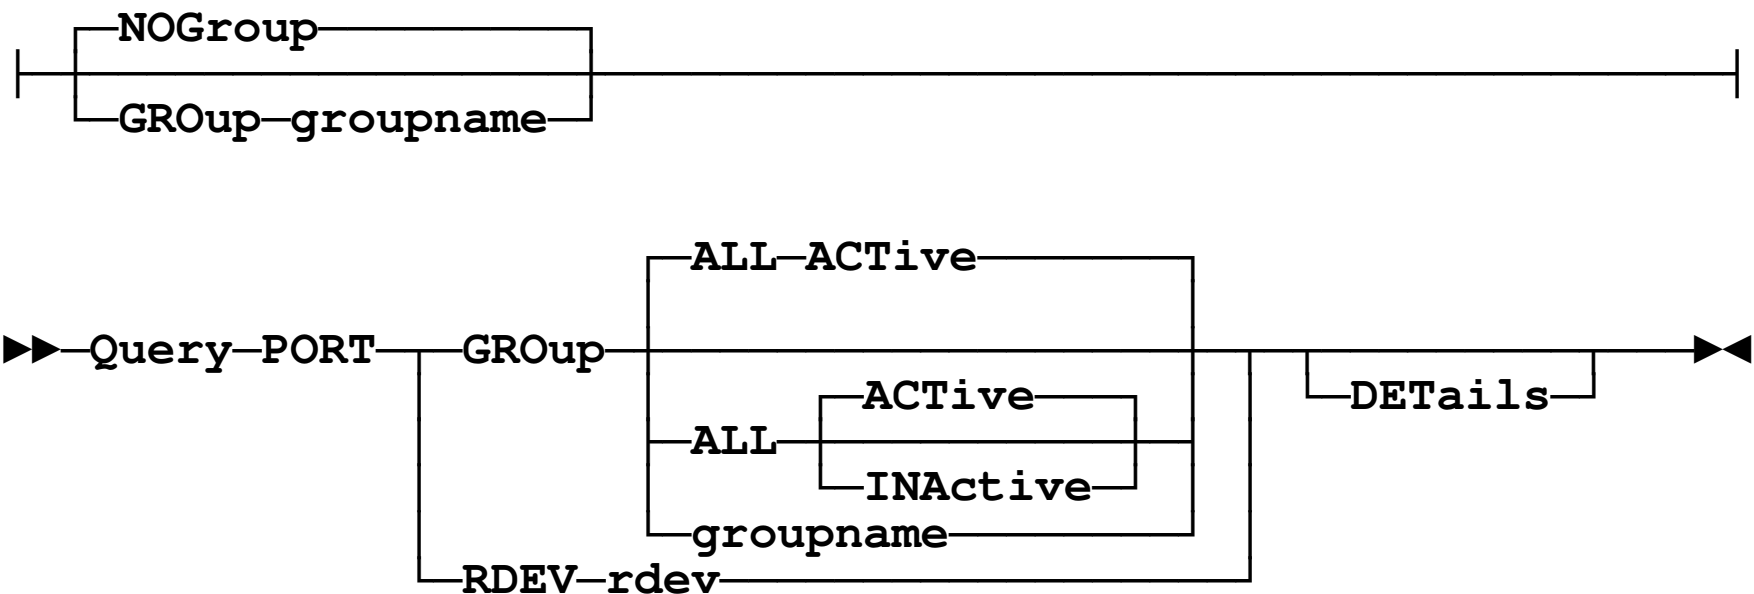 NOGroup
GROup groupname
ALL ACTive
Query PORT GROup
ACTive DETails
ALL
INActive
groupname
RDEV rdev